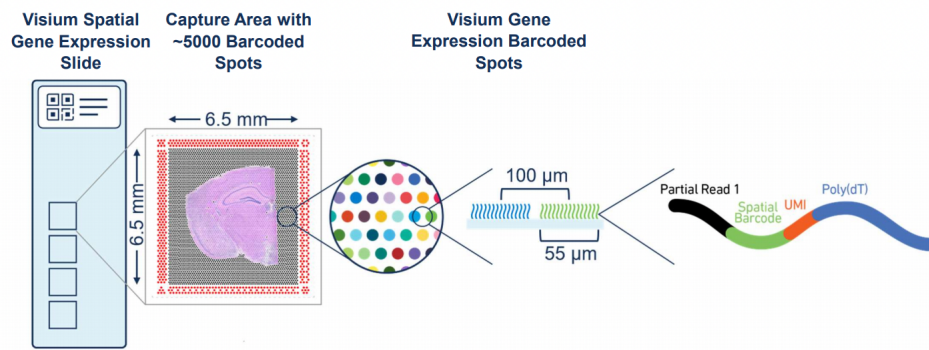 Visium Spatial
Gene Expression
Slide
Capture Area with
~5000 Barcoded
Spots
Visium Gene
Expression Barcoded
Spots
6.5 mm
6.5 mm
100 µm
55 µm
Partial Read 1
Spatial
Barcode
UMI
Poly(dT)